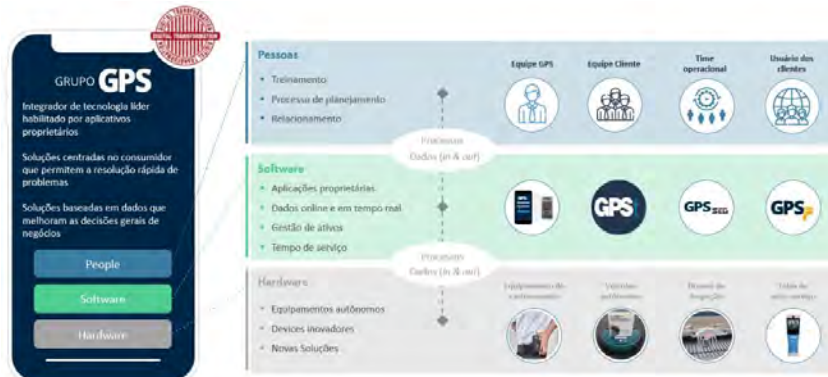 DIGITAL TRANSFORMATION
GRUPO GPS
Integrador de tecnologia líder
habilitado por aplicativos
proprietários
Soluções centradas no consumidor
que permitem a resolução rápida de
problemas
Soluções baseadas em dados que
melhoram as decisões gerais de
negócios
People
Software
Hardware
Pessoas
• Treinamento
• Processo de planejamento
• Relacionamento
Equipe GPS
Equipe Cliente
Time
operacional
Usuário dos
clientes
Processos
Dados (in & out)
Software
• Aplicações proprietárias
• Dados online e em tempo real
• Gestão de ativos
• Tempo de serviço
GPS
GPS
GPS
Processos
Dados (in & out)
Hardware
• Equipamentos autônomos
• Devices inovadores
• Novas Soluções
Equipamento de